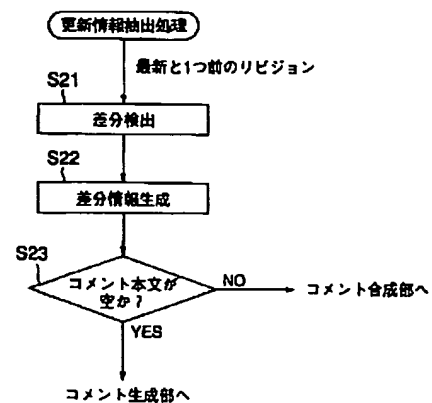 更新情報抽出処理
最新と1つ前のリビジョン
S21
差分検出
S22
差分情報生成
S23
コメント本文が
空か?
NO
コメント合成部へ
YES
コメント生成部へ